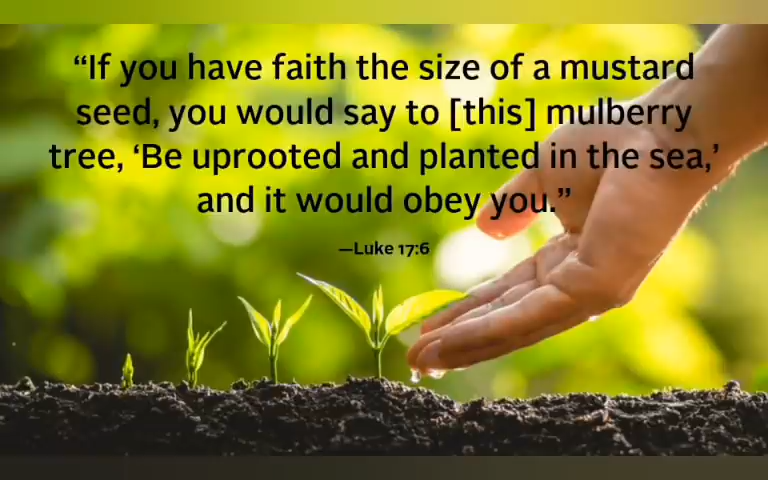 “If you have faith the size of a mustard
seed, you would say to [this] mulberry
tree, ‘Be uprooted and planted in the sea,’
and it would obey you.”
—Luke 17:6